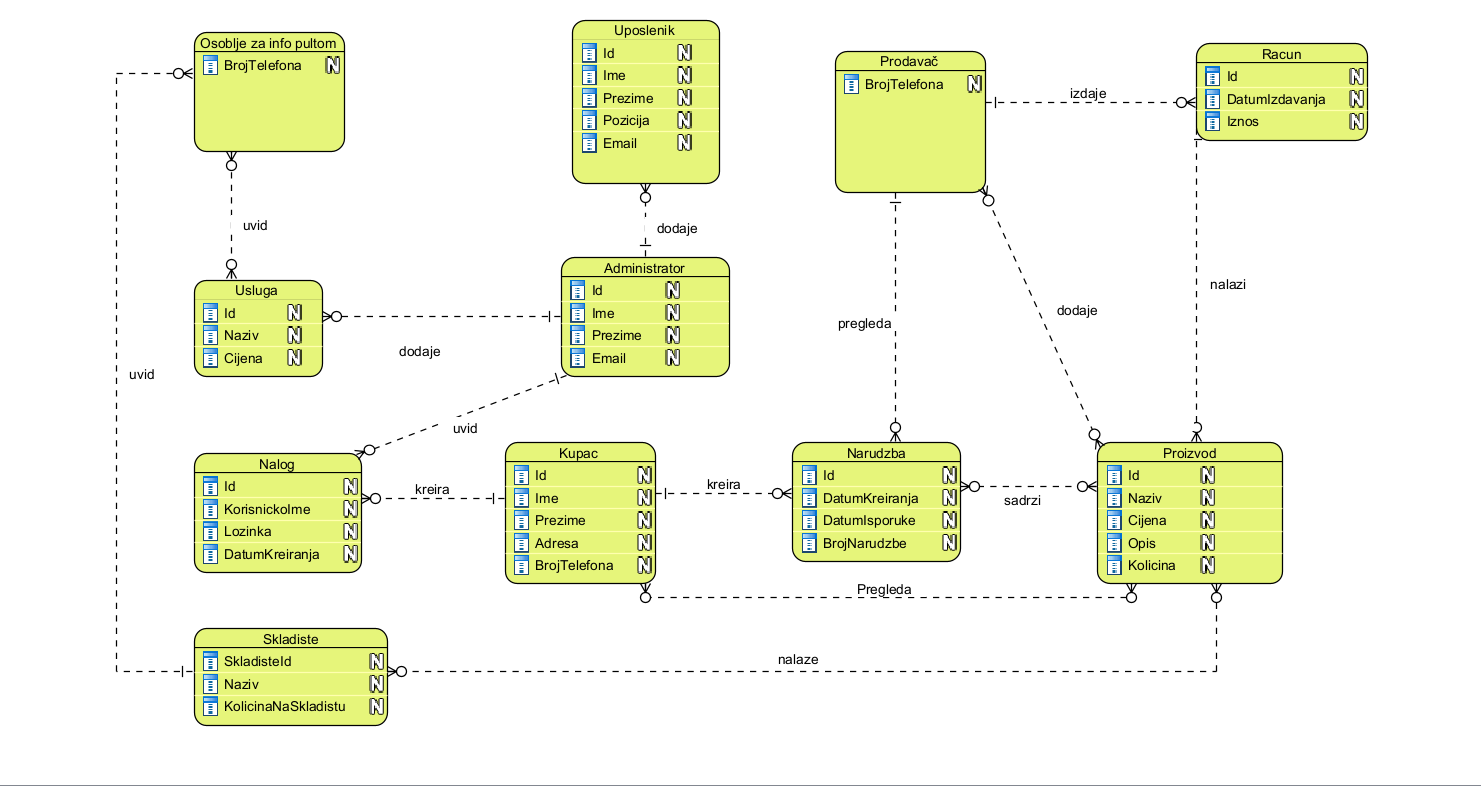 Osoblje za info pultom
BrojTelefona
Uposlenik
Id
Ime
Prezime
Pozicija
Email
Prodavač
BrojTelefona
izdaje
Racun
Id
DatumIzdavanja
Iznos
uvid
dodaje
Usluga
Id
Naziv
Cijena
dodaje
Administrator
Id
Ime
Prezime
Email
pregleda
dodaje
nalazi
uvid
uvid
Nalog
Id
KorisnickoIme
Lozinka
DatumKreiranja
kreira
Kupac
Id
Ime
Prezime
Adresa
BrojTelefona
kreira
Narudzba
Id
DatumKreiranja
DatumIsporuke
BrojNarudzbe
sadrzi
Proizvod
Id
Naziv
Cijena
Opis
Kolicina
Pregleda
Skladiste
SkladisteId
Naziv
KolicinaNaSkladistu
nalaze